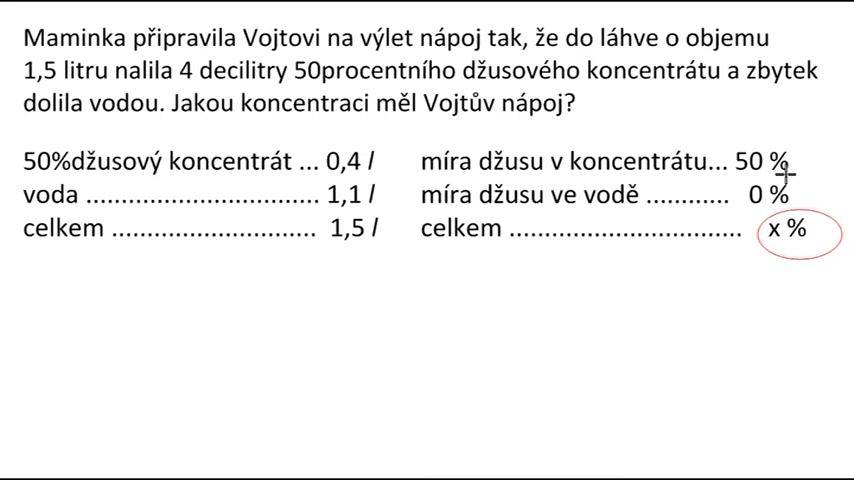 Maminka připravila Vojtovi na výlet nápoj tak, že do láhve o objemu
1,5 litru nalila 4 decilitry 50procentního džusového koncentrátu a zbytek
dolila vodou. Jakou koncentraci měl Vojtův nápoj?
50%džusový koncentrát ... 0,4 l míra džusu v koncentrátu... 50 %
voda ................................. 1,1 l míra džusu ve vodě ............ 0 %
celkem ............................. 1,5 l celkem ................................. x %